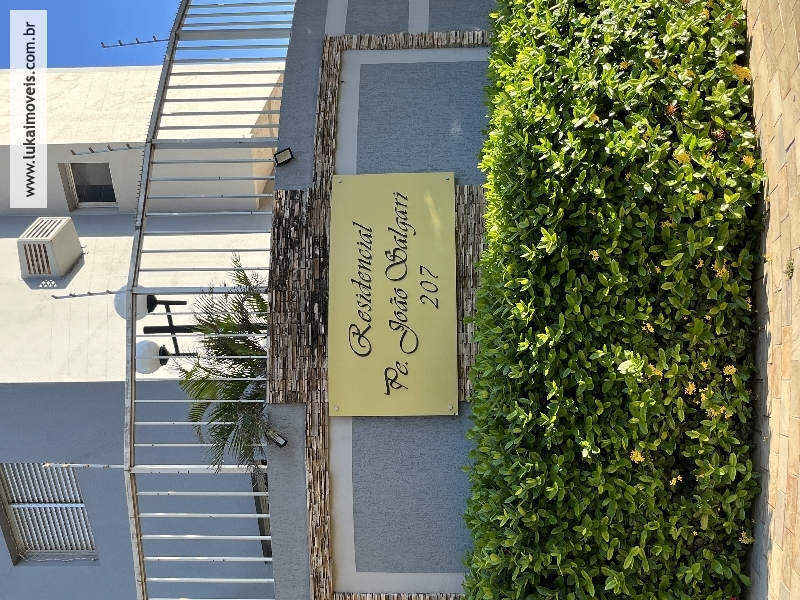 www.lukaimoveis.com.br
Residencial
Pe. João Salgari
207